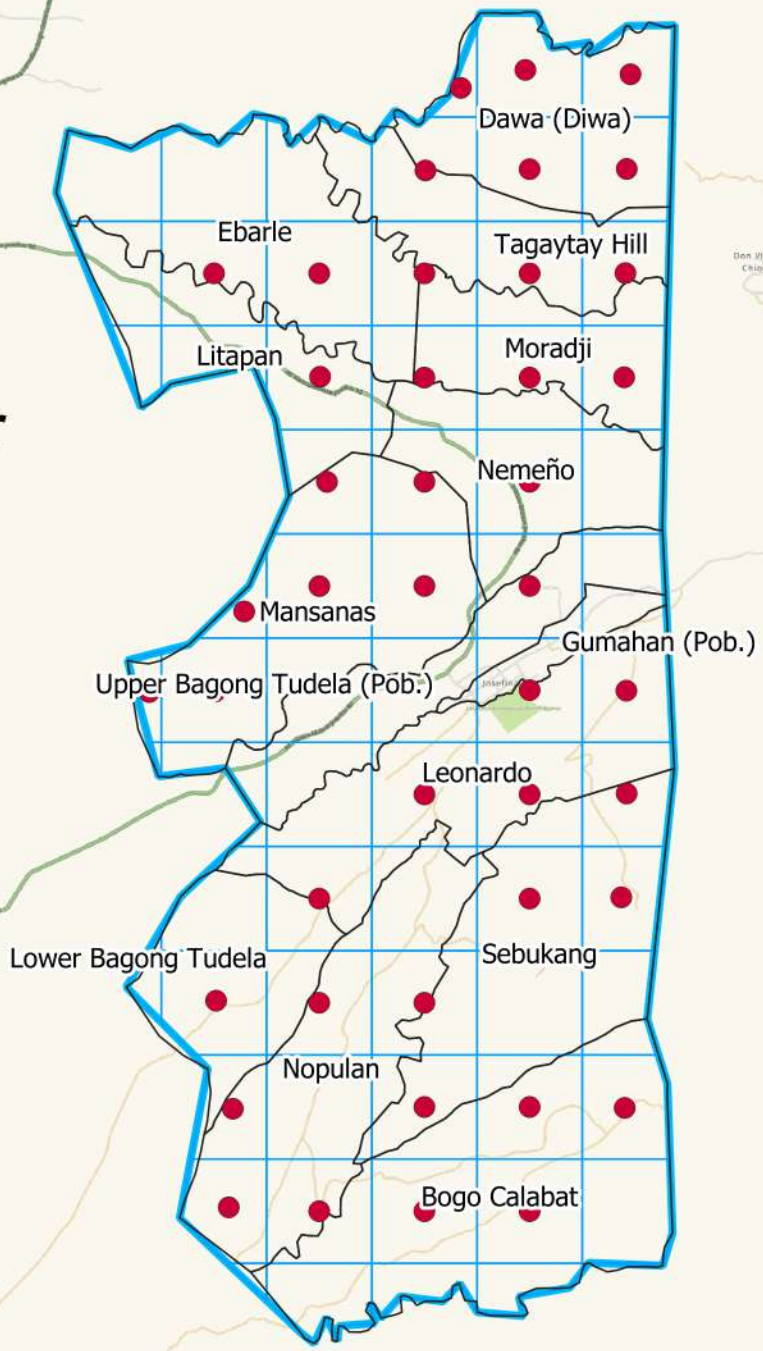 Dawa (Diwa)
Ebarle
Tagaytay Hill
Litapan
Moradji
Nemeño
Mansanas
Gumahan (Pob.)
Upper Bagong Tudela (Pob.)
Leonardo
Sebukang
Lower Bagong Tudela
Nopulan
Bogo Calabat